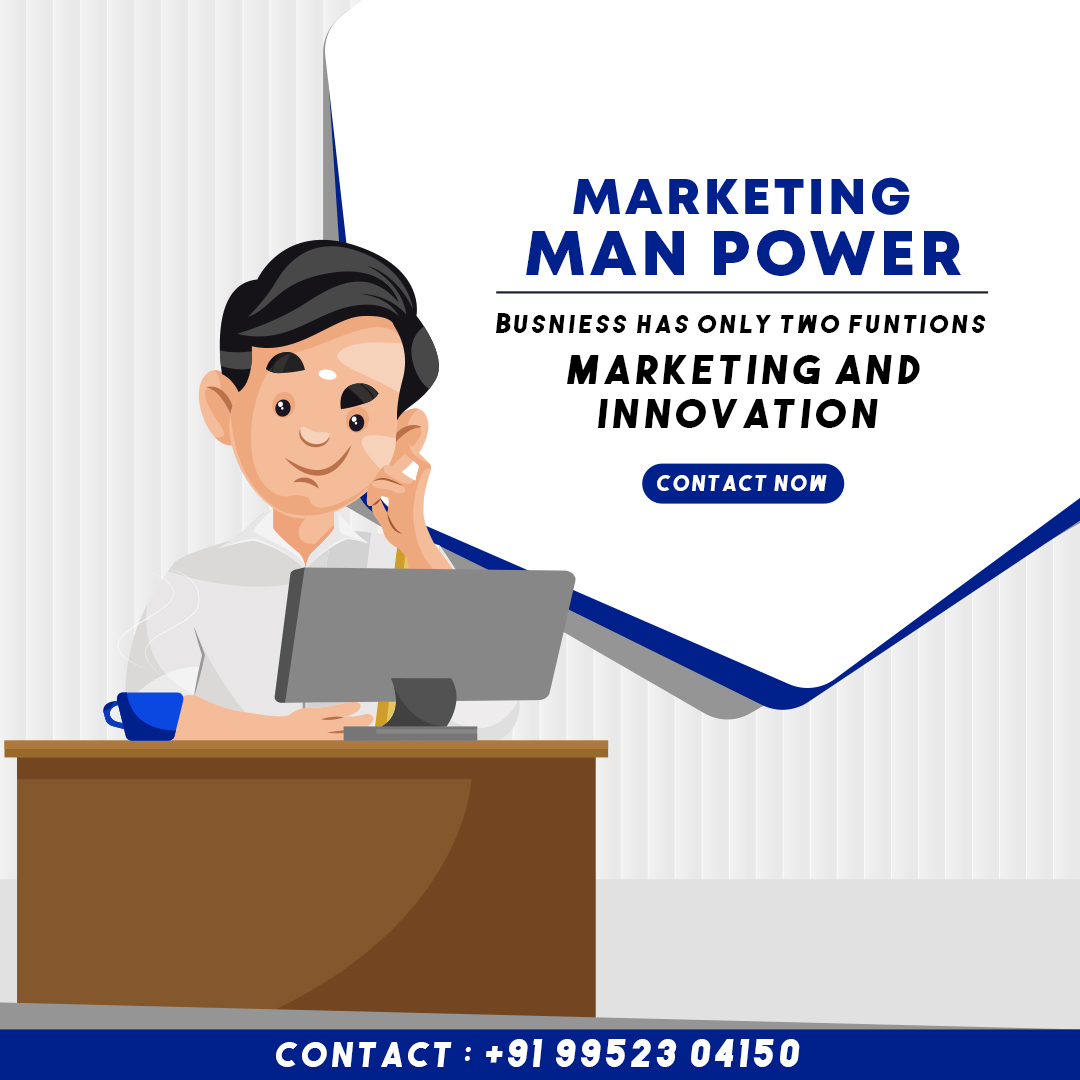 MARKETING
MAN POWER
BUSNIESS HAS ONLY TWO FUNTIONS
MARKETING AND
INNOVATION
CONTACT NOW
CONTACT : +91 99523 04150